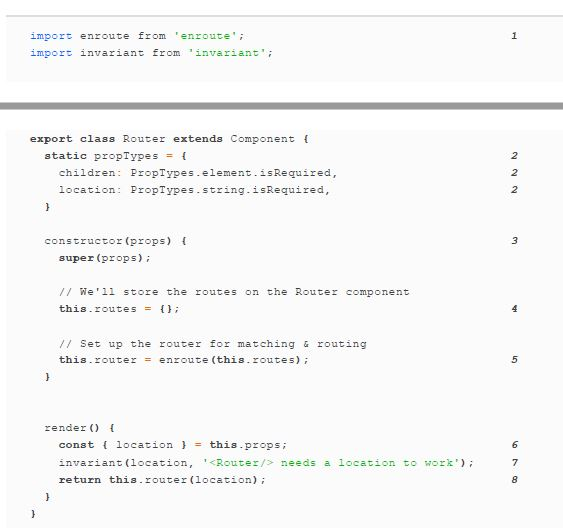 import enroute from 'enroute'; 1
import invariant from 'invariant';
export class Router extends Component {
static propTypes = { 2
children: PropTypes.element.isRequired, 2
location: PropTypes.string.isRequired, 2
}
constructor(props) { 3
super(props);
// We'll store the routes on the Router component
this.routes = {}; 4
// Set up the router for matching & routing
this.router = enroute(this.routes); 5
}
render() {
const { location } = this.props; 6
invariant(location, '<Router/> needs a location to work'); 7
return this.router(location); 8
}
}